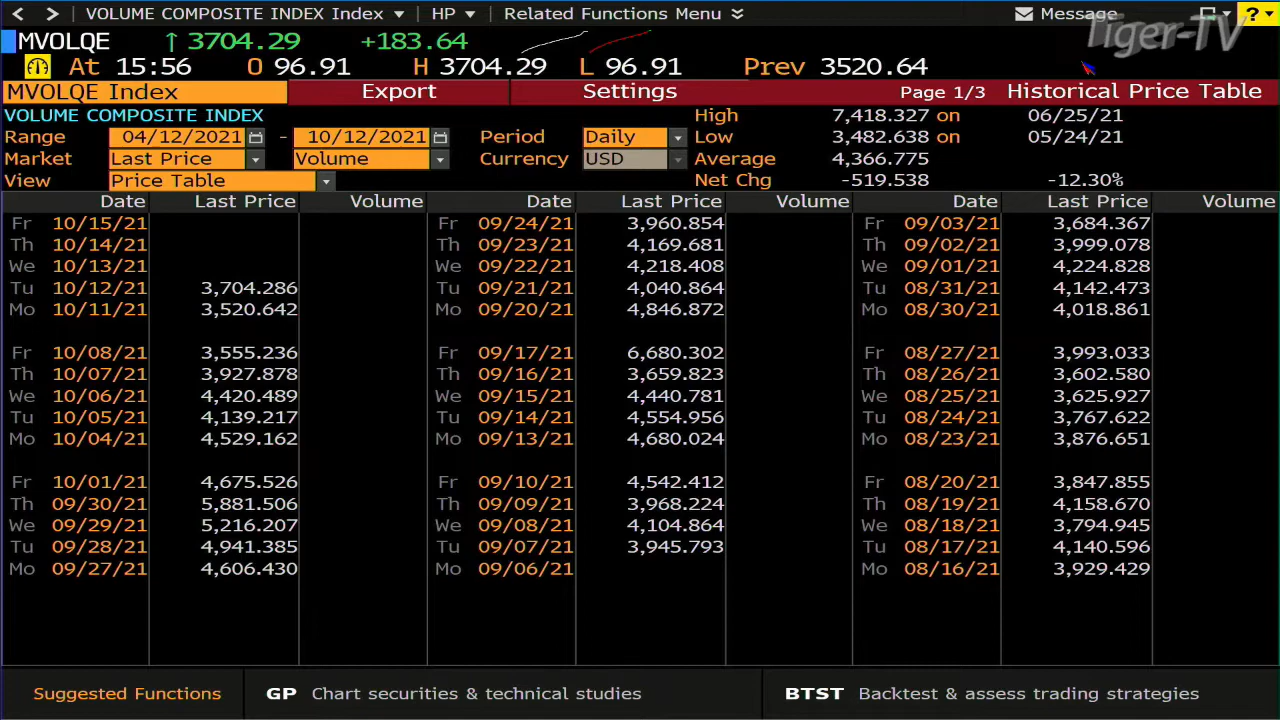 < > VOLUME COMPOSITE INDEX Index HP Related Functions Menu Message ?
MVOLQE ↑ 3704.29 +183.64 Tiger-TV
At 15:56 O 96.91 H 3704.29 L 96.91 Prev 3520.64
MVOLQE Index Export Settings Page 1/3 Historical Price Table
VOLUME COMPOSITE INDEX High 7,418.327 on 06/25/21
Range 04/12/2021 - 10/12/2021 Period Daily Low 3,482.638 on 05/24/21
Market Last Price Volume Currency USD Average 4,366.775
View Price Table Net Chg -519.538 -12.30%
Date Last Price Volume Date Last Price Volume Date Last Price Volume
Fr 10/15/21 Fr 09/24/21 3,960.854 Fr 09/03/21 3,684.367
Th 10/14/21 Th 09/23/21 4,169.681 Th 09/02/21 3,999.078
We 10/13/21 We 09/22/21 4,218.408 We 09/01/21 4,224.828
Tu 10/12/21 3,704.286 Tu 09/21/21 4,040.864 Tu 08/31/21 4,142.473
Mo 10/11/21 3,520.642 Mo 09/20/21 4,846.872 Mo 08/30/21 4,018.861
Fr 10/08/21 3,555.236 Fr 09/17/21 6,680.302 Fr 08/27/21 3,993.033
Th 10/07/21 3,927.878 Th 09/16/21 3,659.823 Th 08/26/21 3,602.580
We 10/06/21 4,420.489 We 09/15/21 4,440.781 We 08/25/21 3,625.927
Tu 10/05/21 4,139.217 Tu 09/14/21 4,554.956 Tu 08/24/21 3,767.622
Mo 10/04/21 4,529.162 Mo 09/13/21 4,680.024 Mo 08/23/21 3,876.651
Fr 10/01/21 4,675.526 Fr 09/10/21 4,542.412 Fr 08/20/21 3,847.855
Th 09/30/21 5,881.506 Th 09/09/21 3,968.224 Th 08/19/21 4,158.670
We 09/29/21 5,216.207 We 09/08/21 4,104.864 We 08/18/21 3,794.945
Tu 09/28/21 4,941.385 Tu 09/07/21 3,945.793 Tu 08/17/21 4,140.596
Mo 09/27/21 4,606.430 Mo 09/06/21 Mo 08/16/21 3,929.429
Suggested Functions GP Chart securities & technical studies BTST Backtest & assess trading strategies